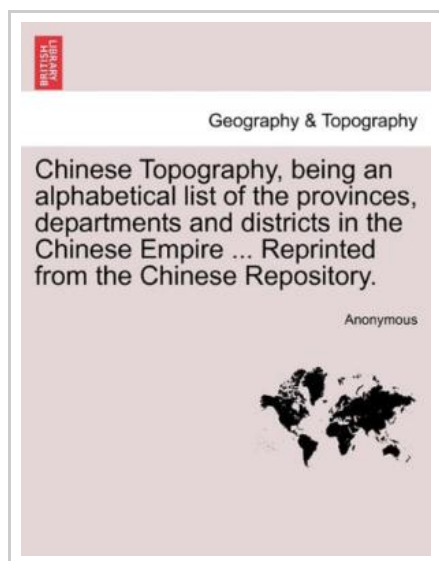 BRITISH
LIBRARY
Geography & Topography
Chinese Topography, being an
alphabetical list of the provinces,
departments and districts in the
Chinese Empire ... Reprinted
from the Chinese Repository.
Anonymous